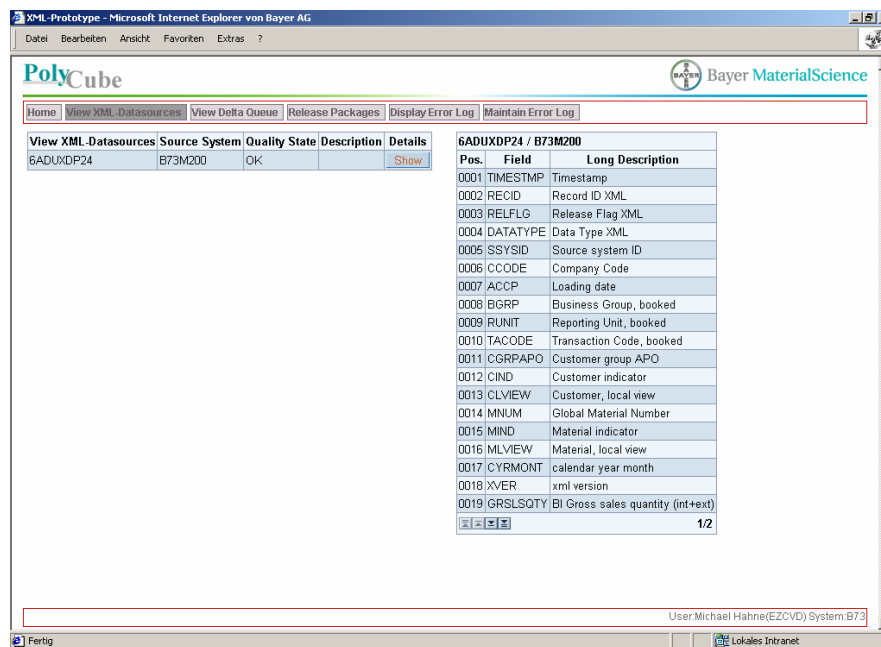 XML-Prototype - Microsoft Internet Explorer von Bayer AG
Datei Bearbeiten Ansicht Favoriten Extras ?
PolyCube
BAYER Bayer MaterialScience
Home View XML-Datasources View Delta Queue Release Packages Display Error Log Maintain Error Log
View XML-Datasources Source System Quality State Description Details
6ADUXDP24 B73M200 OK Show
6ADUXDP24 / B73M200
Pos. Field Long Description
0001 TIMESTMP Timestamp
0002 RECID Record ID XML
0003 RELFLG Release Flag XML
0004 DATATYPE Data Type XML
0005 SSYSID Source system ID
0006 CCODE Company Code
0007 ACCP Loading date
0008 BGRP Business Group, booked
0009 RUNIT Reporting Unit, booked
0010 TACODE Transaction Code, booked
0011 CGRPAPO Customer group APO
0012 CIND Customer indicator
0013 CLVIEW Customer, local view
0014 MNUM Global Material Number
0015 MIND Material indicator
0016 MLVIEW Material, local view
0017 CYRMONT calendar year month
0018 XVER xml version
0019 GRSLSQTY BI Gross sales quantity (int+ext)
1/2
User:Michael Hahne(EZCVD) System:B73
Fertig Lokales Intranet